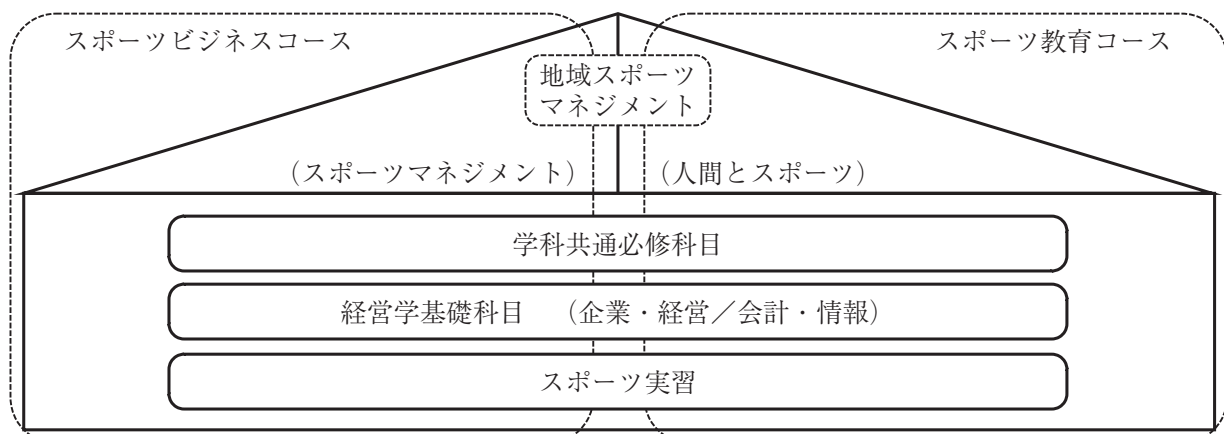 スポーツビジネスコース
スポーツ教育コース
地域スポーツ
マネジメント
（スポーツマネジメント）
（人間とスポーツ）
学科共通必修科目
経営学基礎科目　（企業・経営／会計・情報）
スポーツ実習